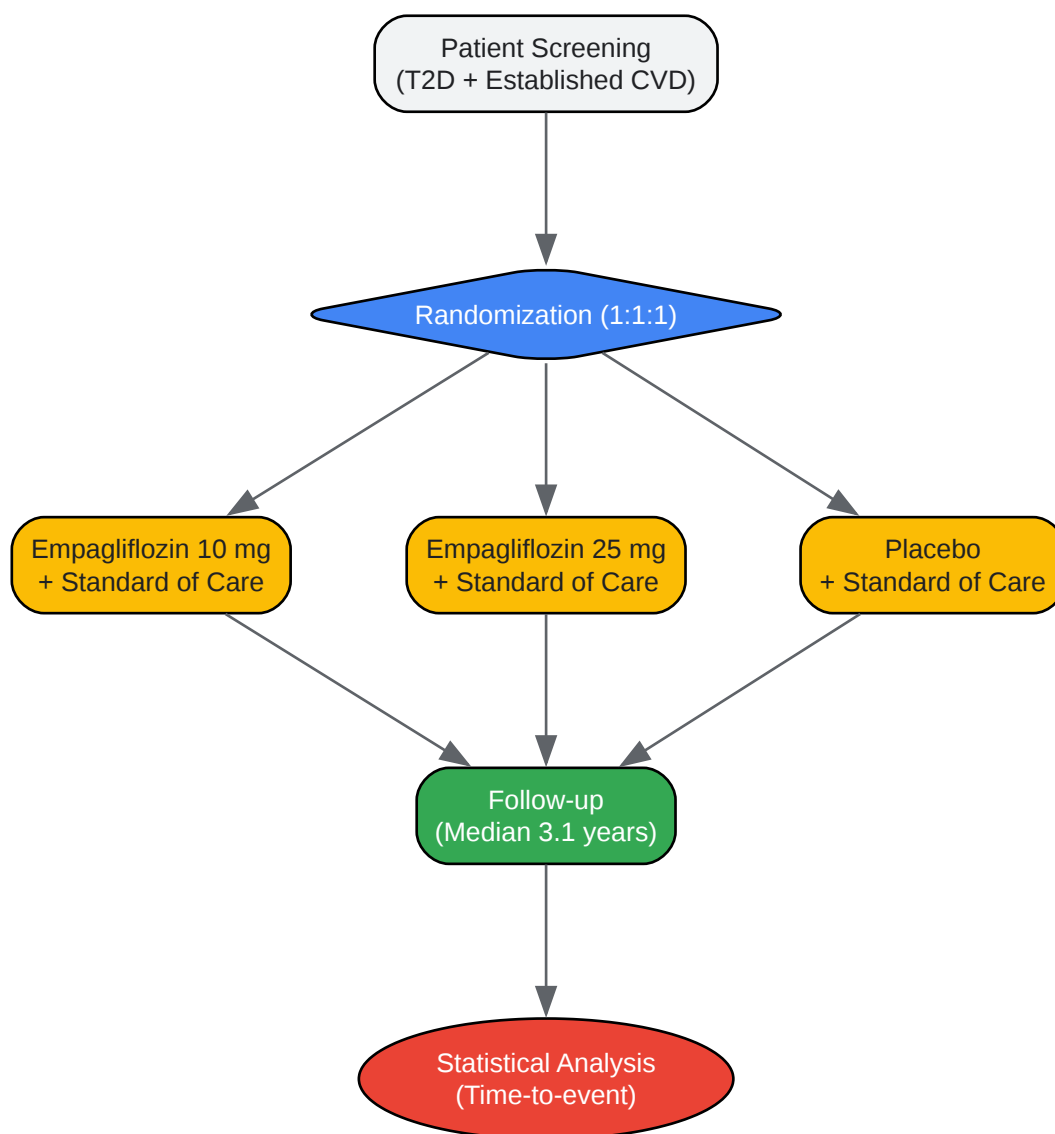 Patient Screening
(T2D + Established CVD)
Randomization (1:1:1)
Empagliflozin 10 mg
+ Standard of Care
Empagliflozin 25 mg
+ Standard of Care
Placebo
+ Standard of Care
Follow-up
(Median 3.1 years)
Statistical Analysis
(Time-to-event)